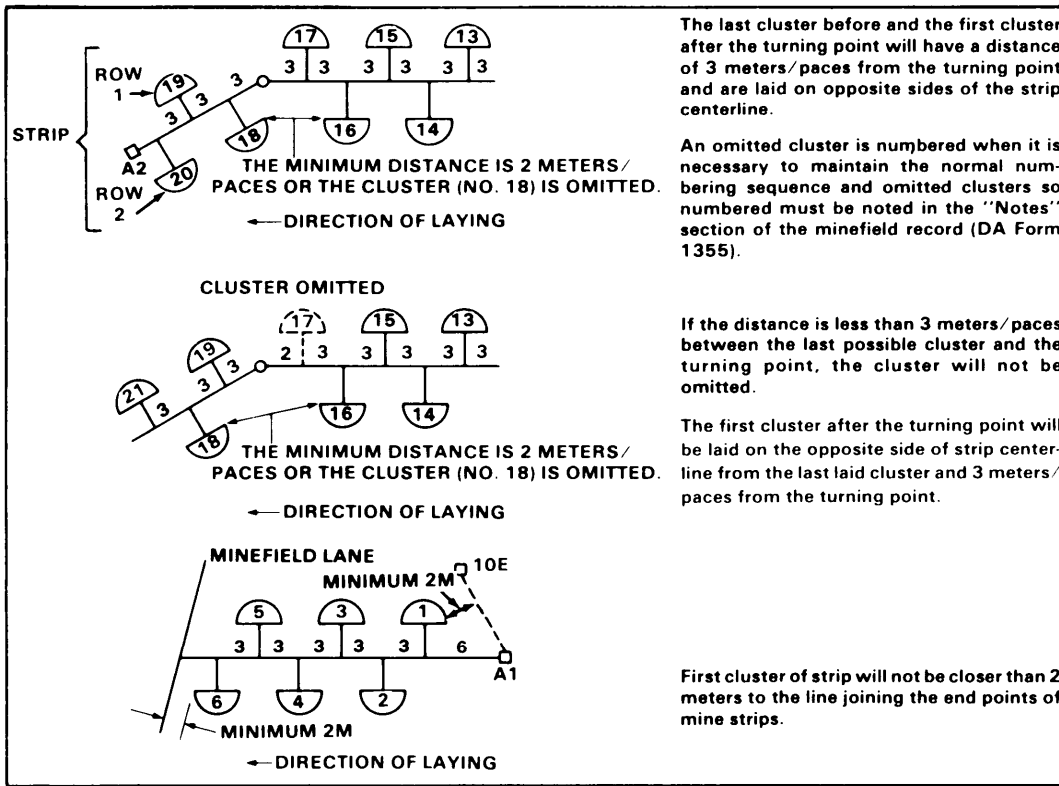 17 15 13
The last cluster before and the first cluster
after the turning point will have a distance
of 3 meters/paces from the turning point
and are laid on opposite sides of the strip
centerline.
ROW
1
19
3
3 3 3 3 3 3
3
3
STRIP
18
16
14
A2
20
ROW
2
THE MINIMUM DISTANCE IS 2 METERS/
PACES OR THE CLUSTER (NO. 18) IS OMITTED.
DIRECTION OF LAYING
An omitted cluster is numbered when it is
necessary to maintain the normal num-
bering sequence and omitted clusters so
numbered must be noted in the "Notes"
section of the minefield record (DA Form
1355).
CLUSTER OMITTED
17 15 13
2 3 3 3 3 3
19
3
3
21
3
18
16
14
THE MINIMUM DISTANCE IS 2 METERS/
PACES OR THE CLUSTER (NO. 18) IS OMITTED.
DIRECTION OF LAYING
If the distance is less than 3 meters/paces
between the last possible cluster and the
turning point, the cluster will not be
omitted.
The first cluster after the turning point will
be laid on the opposite side of strip center-
line from the last laid cluster and 3 meters/
paces from the turning point.
MINEFIELD LANE
10E
MINIMUM 2M
5 3 1
3 3 3 3 3 6
A1
6 4 2
MINIMUM 2M
DIRECTION OF LAYING
First cluster of strip will not be closer than 2
meters to the line joining the end points of
mine strips.